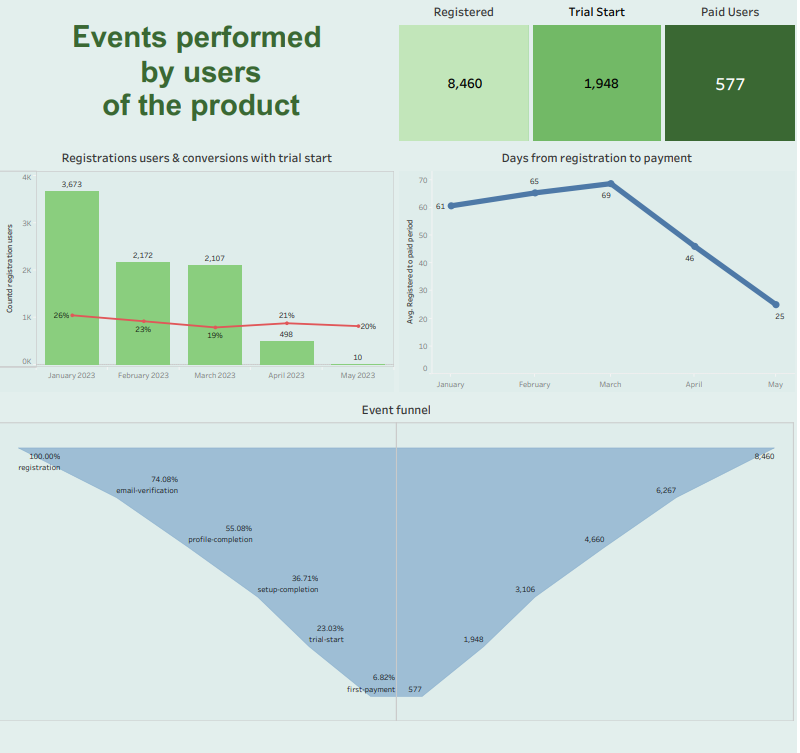 Events performed
by users
of the product
Registered
Trial Start
Paid Users
8,460
1,948
577
Registrations users & conversions with trial start
Countd registration users
4K
3K
2K
1K
0K
3,673
2,172
2,107
498
10
26%
23%
19%
21%
20%
January 2023
February 2023
March 2023
April 2023
May 2023
Days from registration to payment
Avg. Registered to paid period
70
60
50
40
30
20
10
0
61
65
69
46
25
January
February
March
April
May
Event funnel
100.00%
registration
8,460
74.08%
email-verification
6,267
55.08%
profile-completion
4,660
36.71%
setup-completion
3,106
23.03%
trial-start
1,948
6.82%
first-payment
577